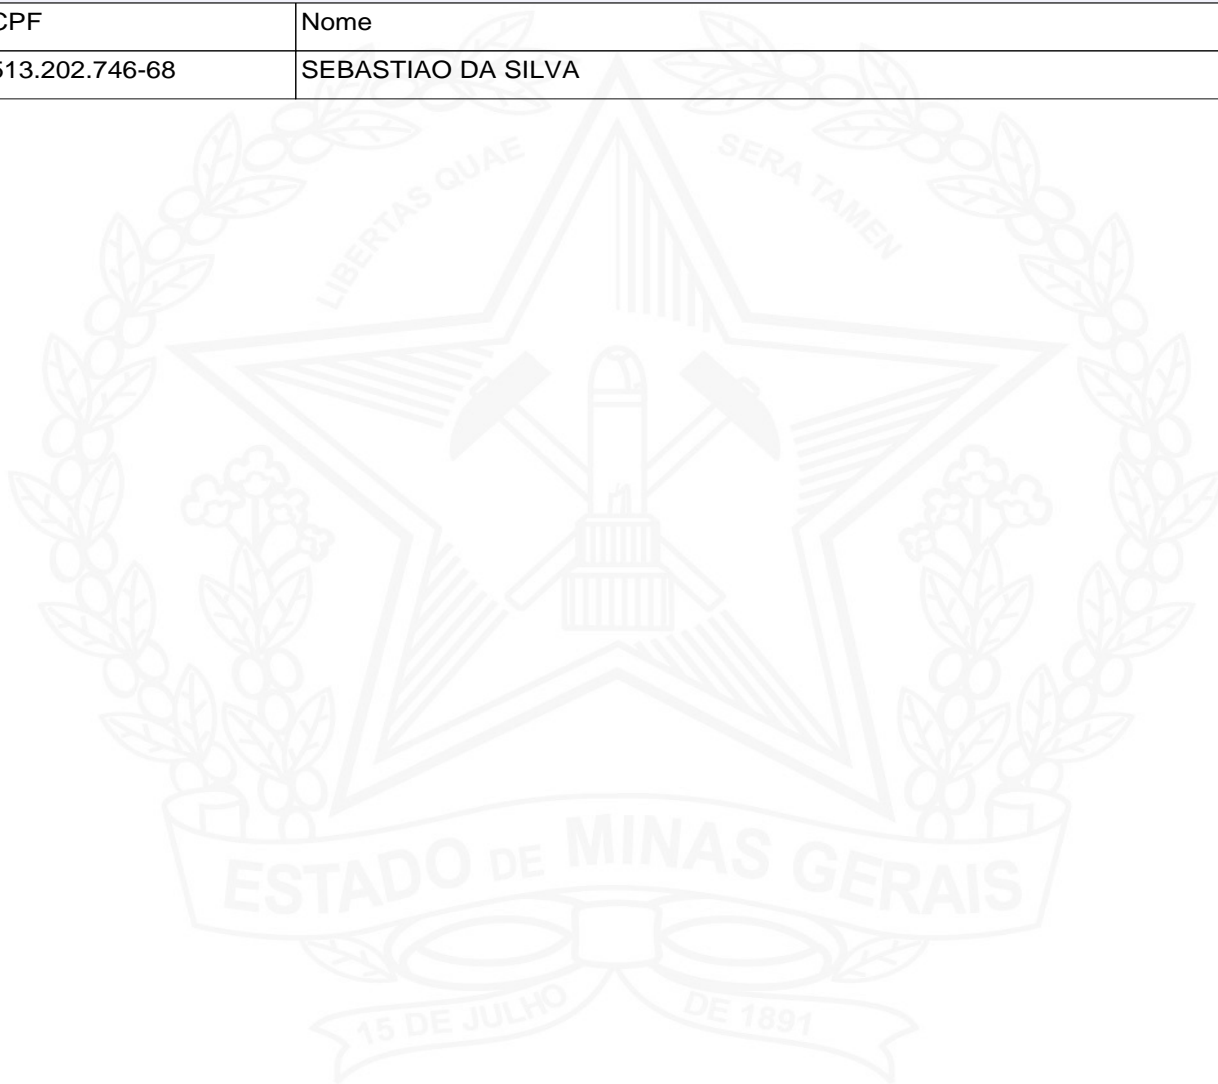 CPF Nome
513.202.746-68 SEBASTIAO DA SILVA
LIBERTAS QUAE SERA TAMEN
ESTADO DE MINAS GERAIS
15 DE JULHO DE 1891